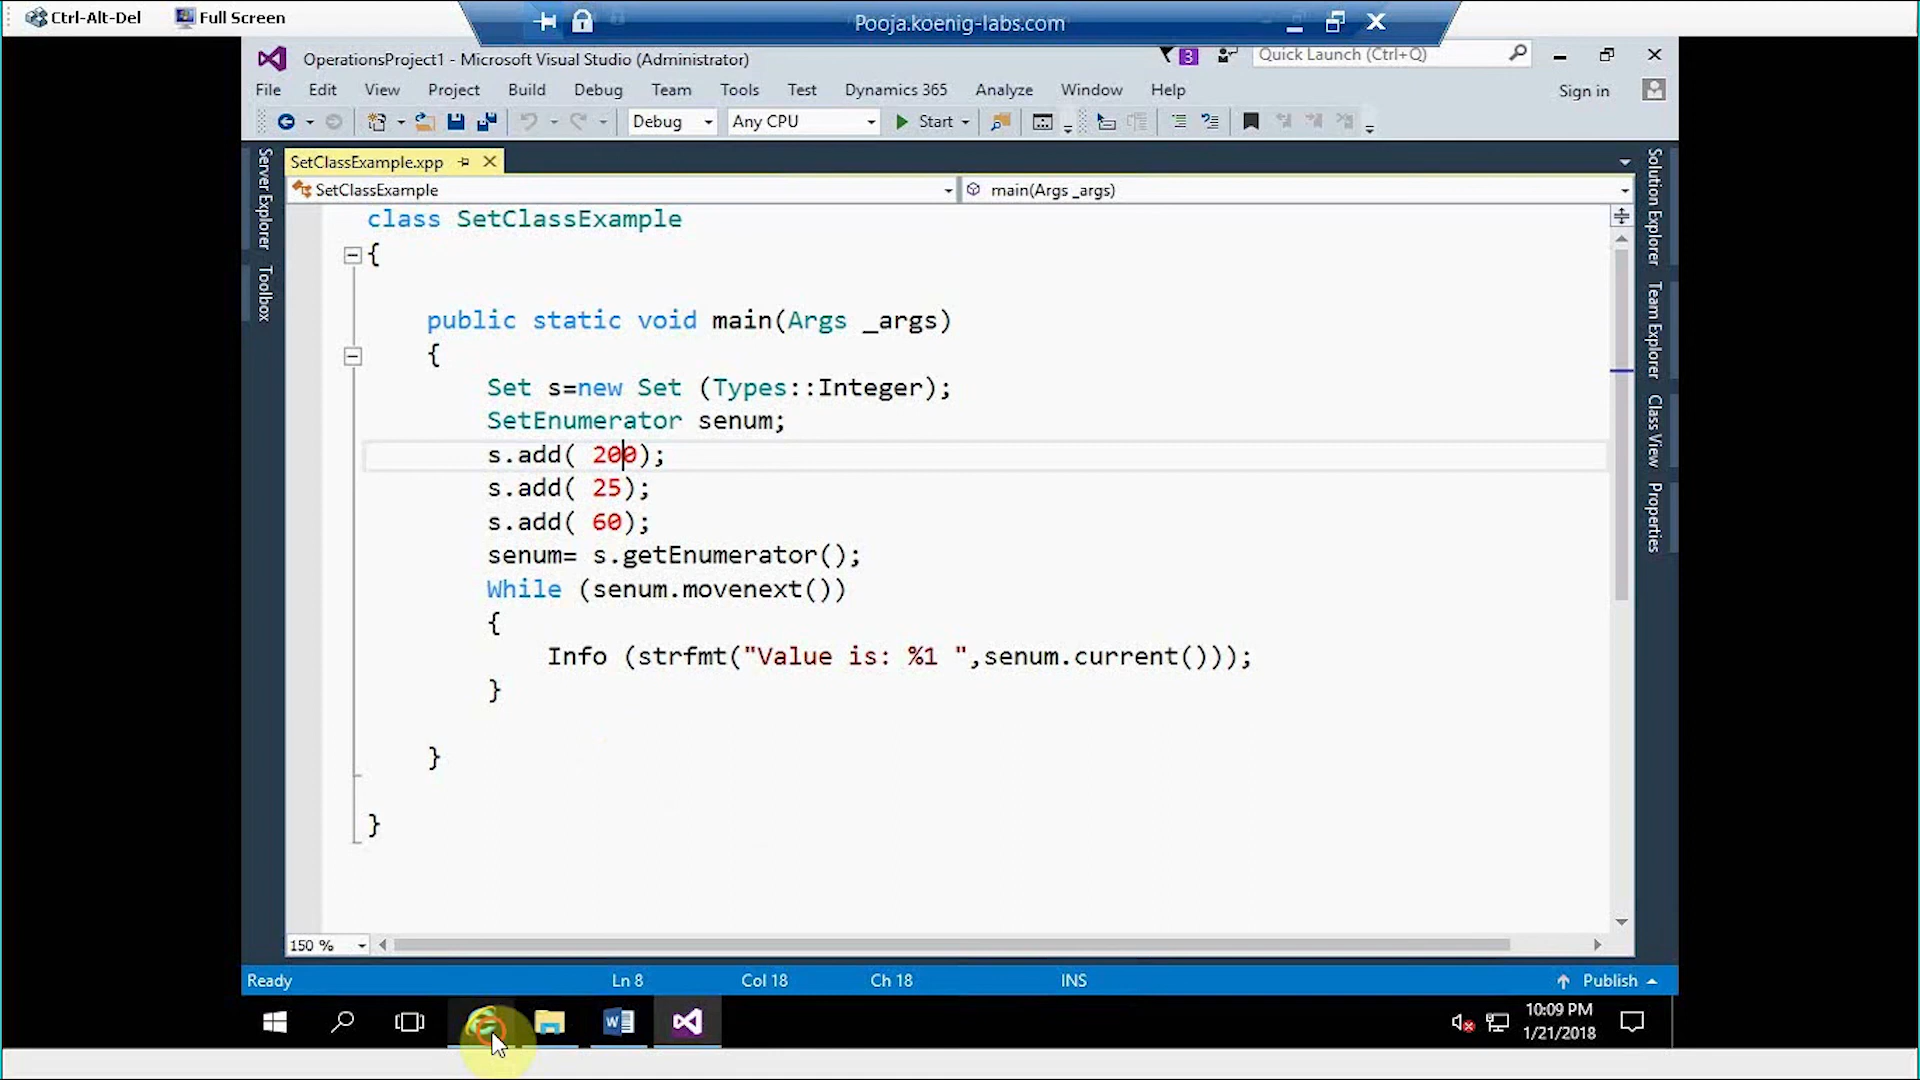 Ctrl-Alt-Del Full Screen Pooja.koenig-labs.com
OperationsProject1 - Microsoft Visual Studio (Administrator) 3 Quick Launch (Ctrl+Q)
File Edit View Project Build Debug Team Tools Test Dynamics 365 Analyze Window Help Sign in
Debug Any CPU Start
Server Explorer
Toolbox
SetClassExample.xpp
SetClassExample main(Args _args)
class SetClassExample
{
public static void main(Args _args)
{
Set s=new Set (Types::Integer);
SetEnumerator senum;
s.add( 200);
s.add( 25);
s.add( 60);
senum= s.getEnumerator();
While (senum.movenext())
{
Info (strfmt("Value is: %1 ",senum.current()));
}
}
}
Solution Explorer
Team Explorer
Class View
Properties
150 %
Ready Ln 8 Col 18 Ch 18 INS Publish
10:09 PM
1/21/2018